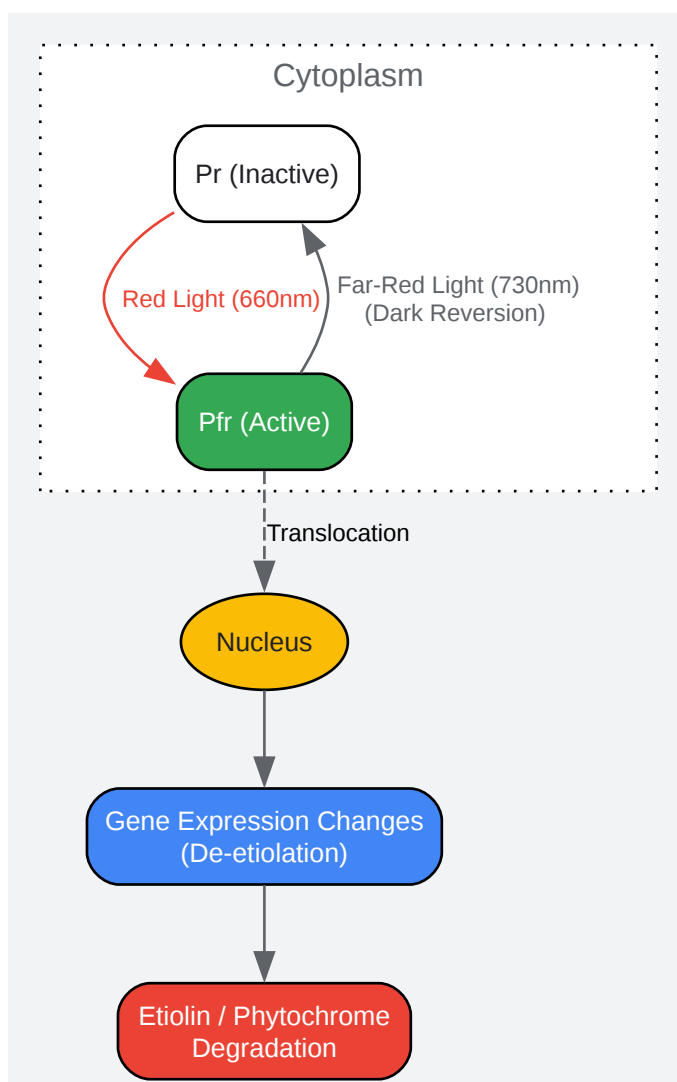 Cytoplasm
Pr (Inactive)
Red Light (660nm)
Far-Red Light (730nm)
(Dark Reversion)
Pfr (Active)
Translocation
Nucleus
Gene Expression Changes
(De-etiolation)
Etiolin / Phytochrome
Degradation